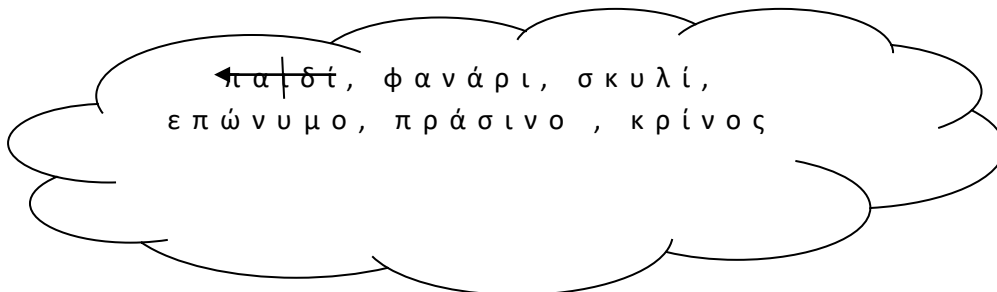 παιδί, φανάρι, σκυλί,
επώνυμο, πράσινο , κρίνος